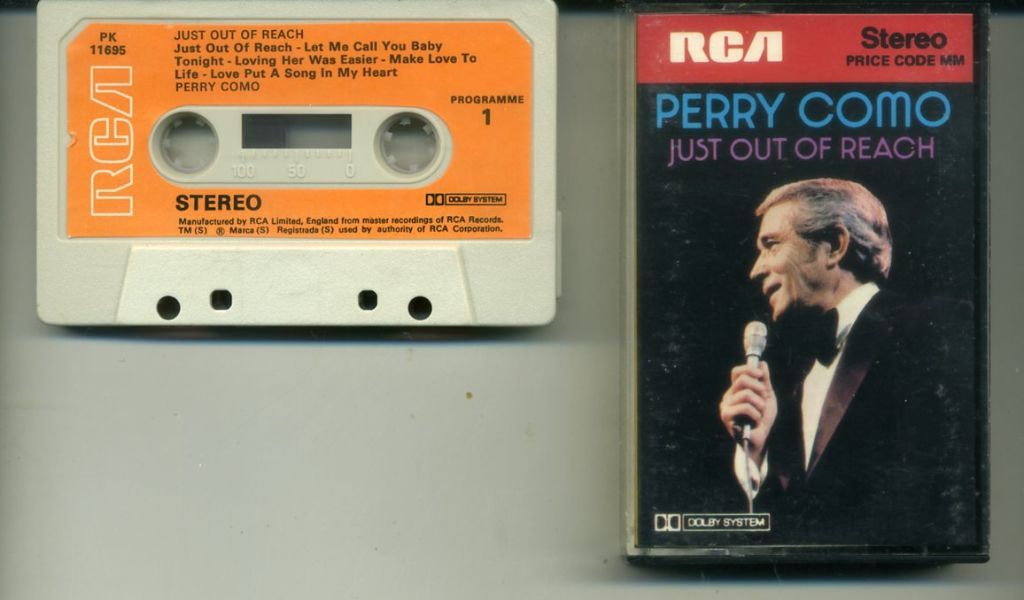 PK
11695
RCA
JUST OUT OF REACH
Just Out Of Reach - Let Me Call You Baby
Tonight - Loving Her Was Easier - Make Love To
Life - Love Put A Song In My Heart
PERRY COMO
PROGRAMME
1
100 50 0
STEREO
DOLBY SYSTEM
Manufactured by RCA Limited, England from master recordings of RCA Records.
TM (S) ® Marca (S) Registrada (S) used by authority of RCA Corporation.
RCA
Stereo
PRICE CODE MM
PERRY COMO
JUST OUT OF REACH
DOLBY SYSTEM